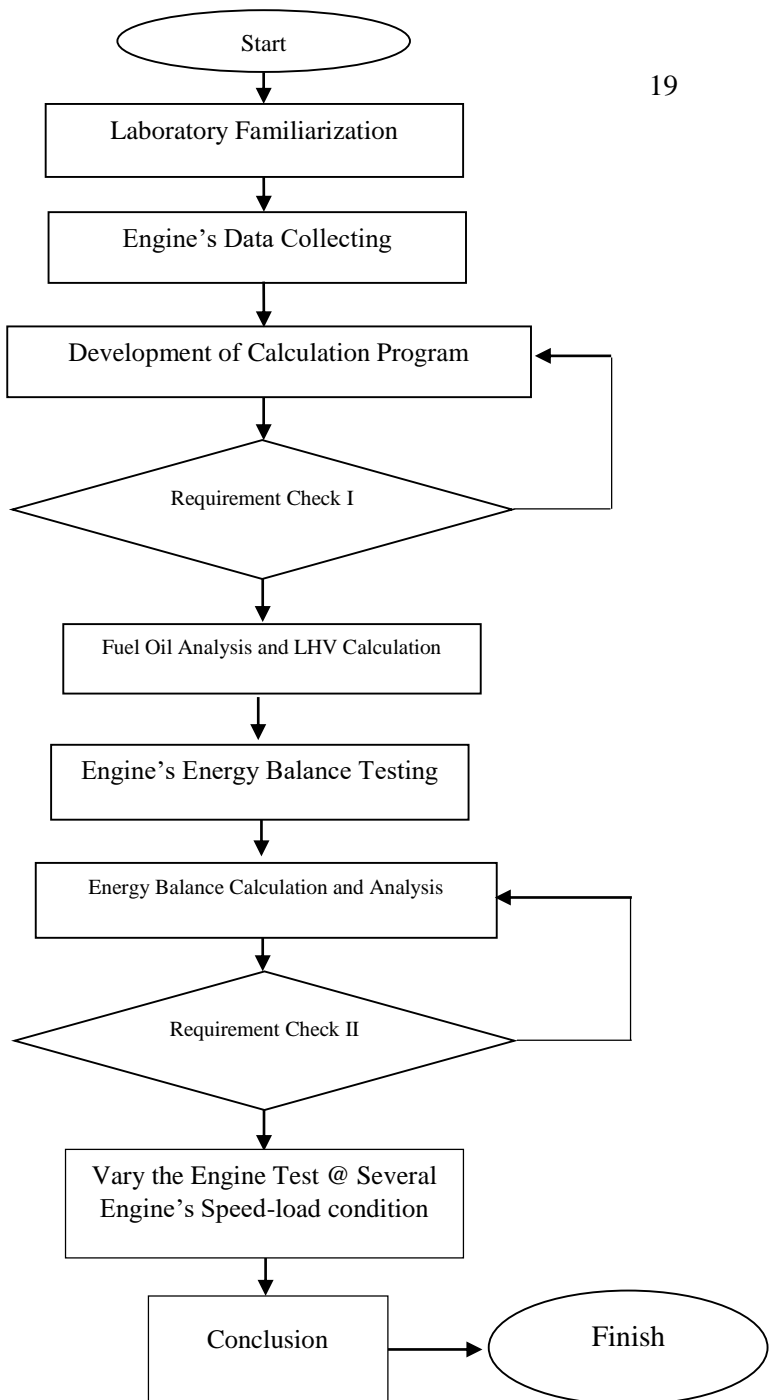 Start
19
Laboratory Familiarization
Engine’s Data Collecting
Development of Calculation Program
Requirement Check I
Fuel Oil Analysis and LHV Calculation
Engine’s Energy Balance Testing
Energy Balance Calculation and Analysis
Requirement Check II
Vary the Engine Test @ Several
Engine’s Speed-load condition
Conclusion
Finish